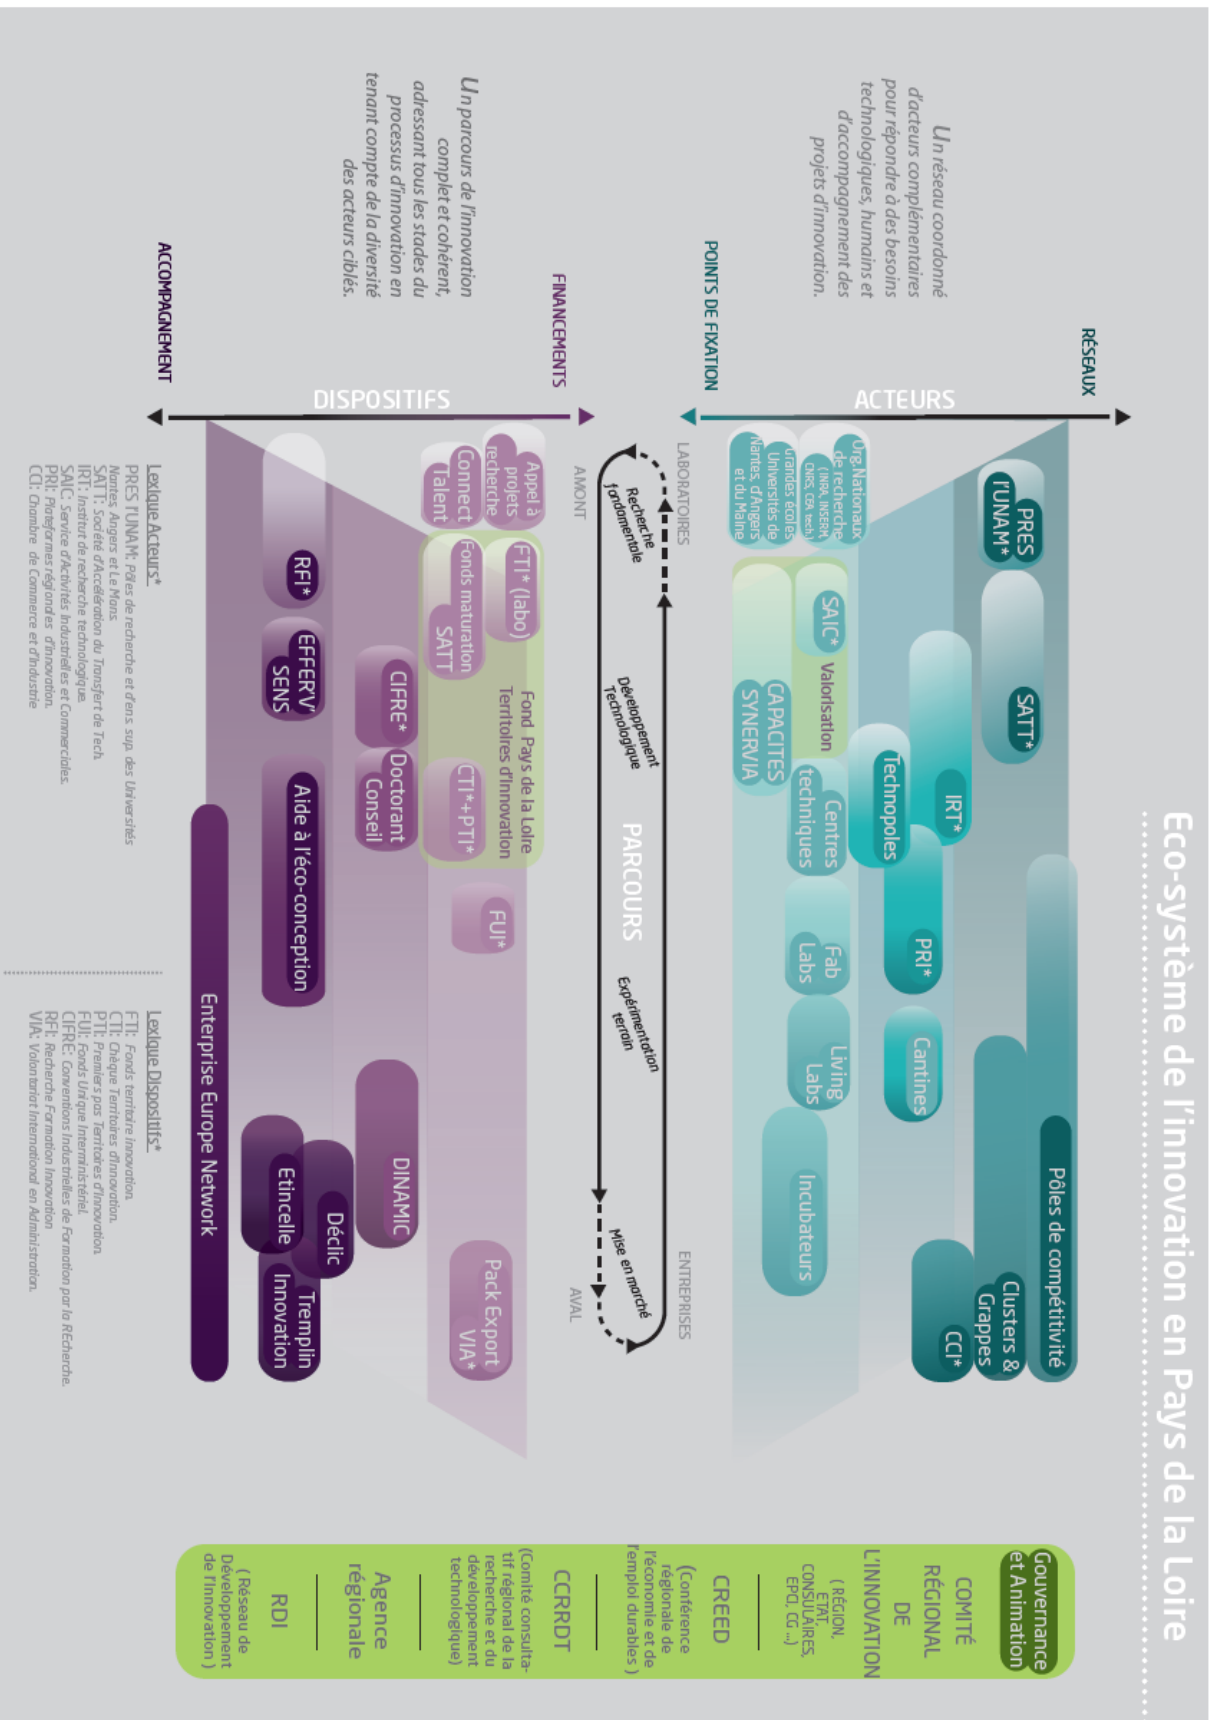 Eco-système de l'innovation en Pays de la Loire
Un réseau coordonné
d'acteurs complémentaires
pour répondre à des besoins
technologiques, humains et
d'accompagnement des
projets d'innovation.
RÉSEAUX
ACTEURS
POINTS DE FIXATION
PRES
l'UNAM*
SATT*
Pôles de compétitivité
Clusters &
Grappes
IRT*
PRI*
Cantines
CCI*
Technopoles
Org.Nationaux
de recherche
( INRA, INSERM,
CNRS, CEA tech.)
Grandes écoles
Universités de
Nantes, d'Angers
et du Maine
SAIC*
Valorisation
CAPACITES
SYNERVIA
Centres
techniques
Fab
Labs
Living
Labs
Incubateurs
LABORATOIRES
ENTREPRISES
Recherche
fondamentale
Développement
Technologique
PARCOURS
Expérimentation
terrain
Mise en marché
AMONT
AVAL
Un parcours de l'innovation
complet et cohérent,
adressant tous les stades du
processus d'innovation en
tenant compte de la diversité
des acteurs ciblés.
FINANCEMENTS
DISPOSITIFS
ACCOMPAGNEMENT
Appel à
projets
recherche
Connect
Talent
FTI* (labo)
Fonds maturation
SATT
Fond Pays de la Loire
Territoires d'Innovation
CTI*+PTI*
FUI*
Pack Export
VIA*
CIFRE*
Doctorant
Conseil
DINAMIC
RFI*
EFFERV'
SENS
Aide à l'éco-conception
Déclic
Etincelle
Tremplin
Innovation
Enterprise Europe Network
Gouvernance
et Animation
COMITÉ
RÉGIONAL
DE
L'INNOVATION
( RÉGION,
ETAT,
CONSULAIRES,
EPCI, CG ...)
CREED
(Conférence
régionale de
l'économie et de
l'emploi durables )
CCRRDT
(Comité consulta-
tif régional de la
recherche et du
développement
technologique)
Agence
régionale
RDI
( Réseau de
Développement
de l'Innovation )
Lexique Acteurs*
PRES l'UNAM: Pôles de recherche et d'ens. sup. des Universités
Nantes, Angers et Le Mans.
SATT: Société d'Accélération du Transfert de Tech.
IRT: Institut de recherche technologique.
SAIC: Service d'Activités Industrielles et Commerciales.
PRI: Plateformes régionales d'innovation.
CCI: Chambre de Commerce et d'Industrie
Lexique Dispositifs*
FTI: Fonds territoire innovation.
CTI: Chèque Territoires d'Innovation.
PTI: Premiers pas Territoires d'Innovation.
FUI: Fonds Unique Interministériel.
CIFRE: Conventions Industrielles de Formation par la REcherche.
RFI: Recherche Formation Innovation
VIA: Volontariat International en Administration.